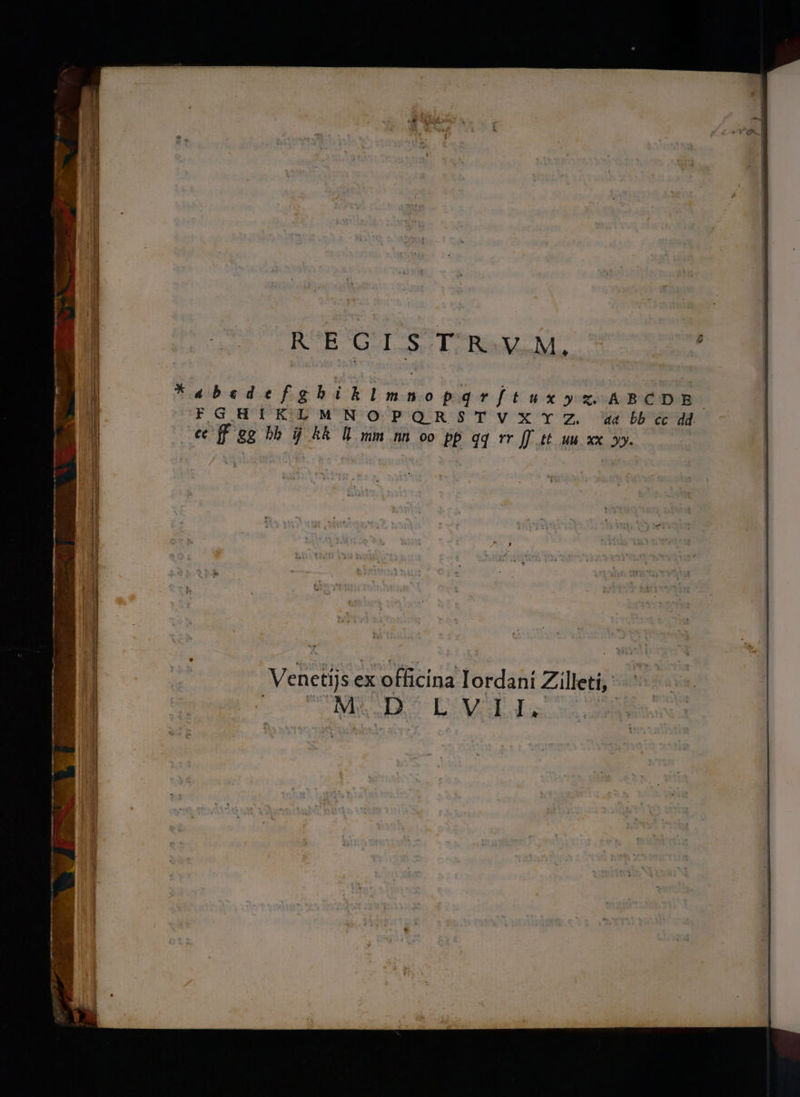 REGISTRVM.
* a b c d e f g h i k l m n o p q r ſ t u x y z. A B C D E
F G H I K L M N O P Q R S T V X Y Z. aa bb cc dd
ee ff gg hh ij kk ll mm nn oo pp qq rr ſſ tt uu xx yy.
Venetijs ex officina Iordani Zilleti,
M. D LVII.